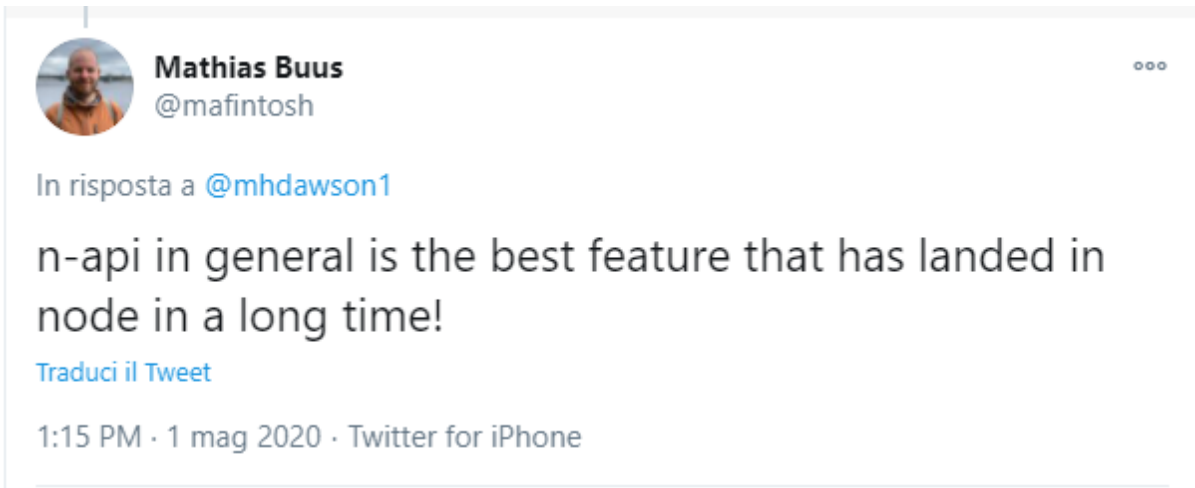 Mathias Buus
@mafintosh
In risposta a @mhdawson1
n-api in general is the best feature that has landed in
node in a long time!
Traduci il Tweet
1:15 PM · 1 mag 2020 · Twitter for iPhone